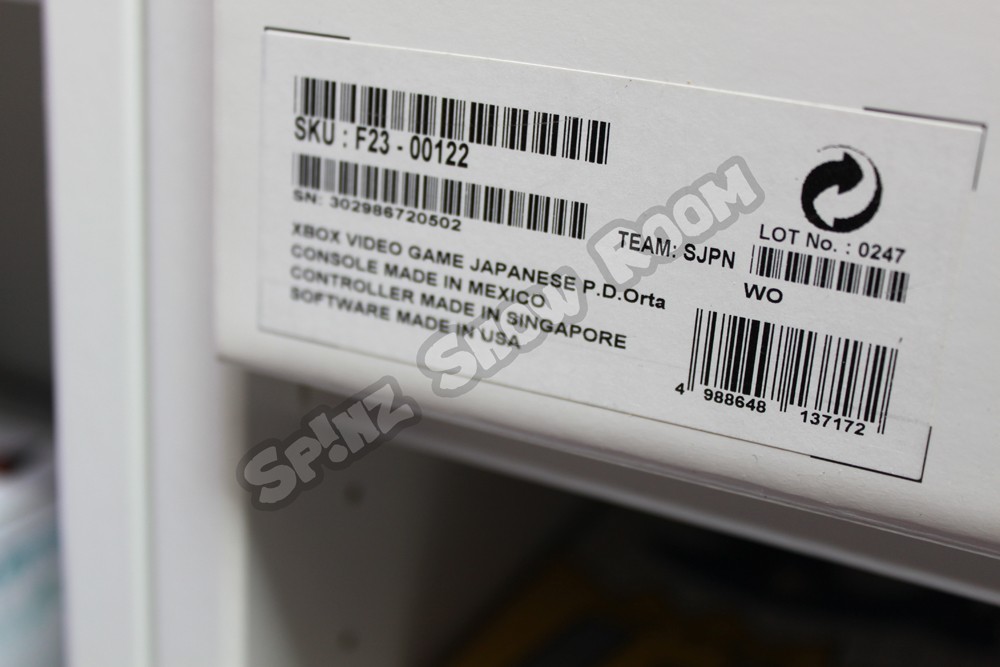 SKU : F23 - 00122
SN: 302986720502
XBOX VIDEO GAME JAPANESE P.D.Orta
CONSOLE MADE IN MEXICO
CONTROLLER MADE IN SINGAPORE
SOFTWARE MADE IN USA
TEAM: SJPN
LOT No. : 0247
WO
4 988648 137172
Sp!nz Show Room